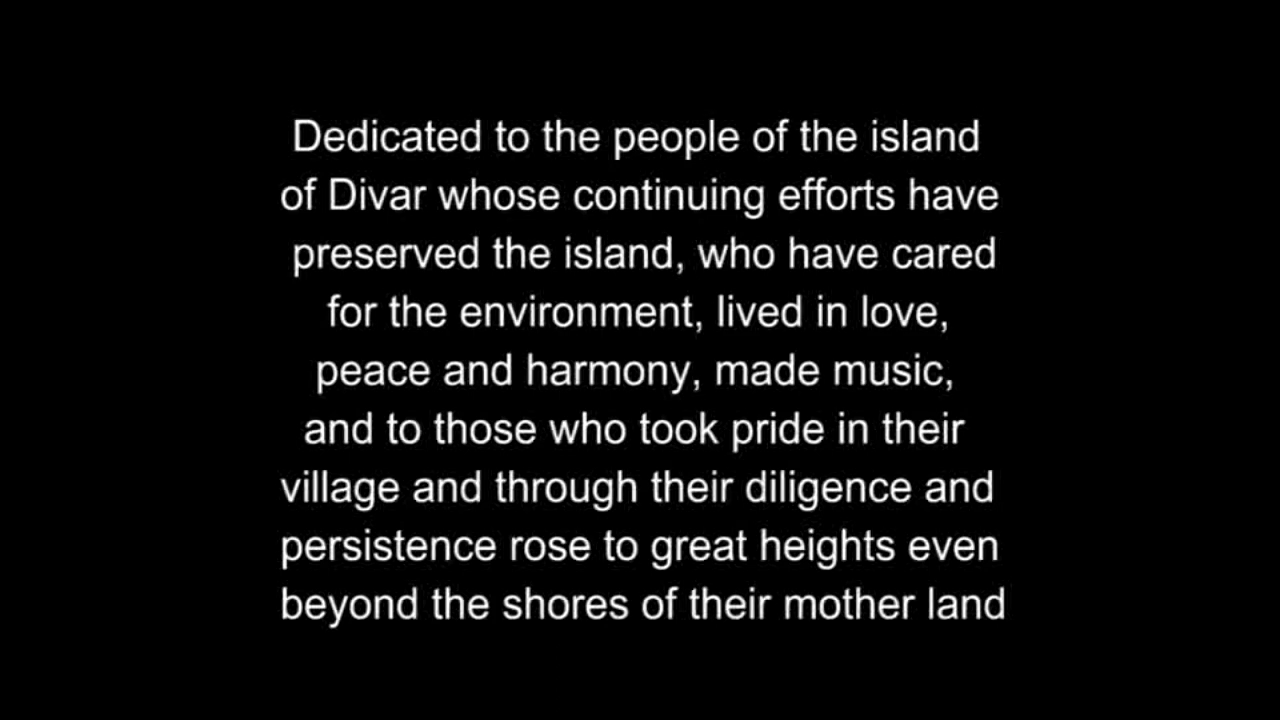 Dedicated to the people of the island
of Divar whose continuing efforts have
preserved the island, who have cared
for the environment, lived in love,
peace and harmony, made music,
and to those who took pride in their
village and through their diligence and
persistence rose to great heights even
beyond the shores of their mother land